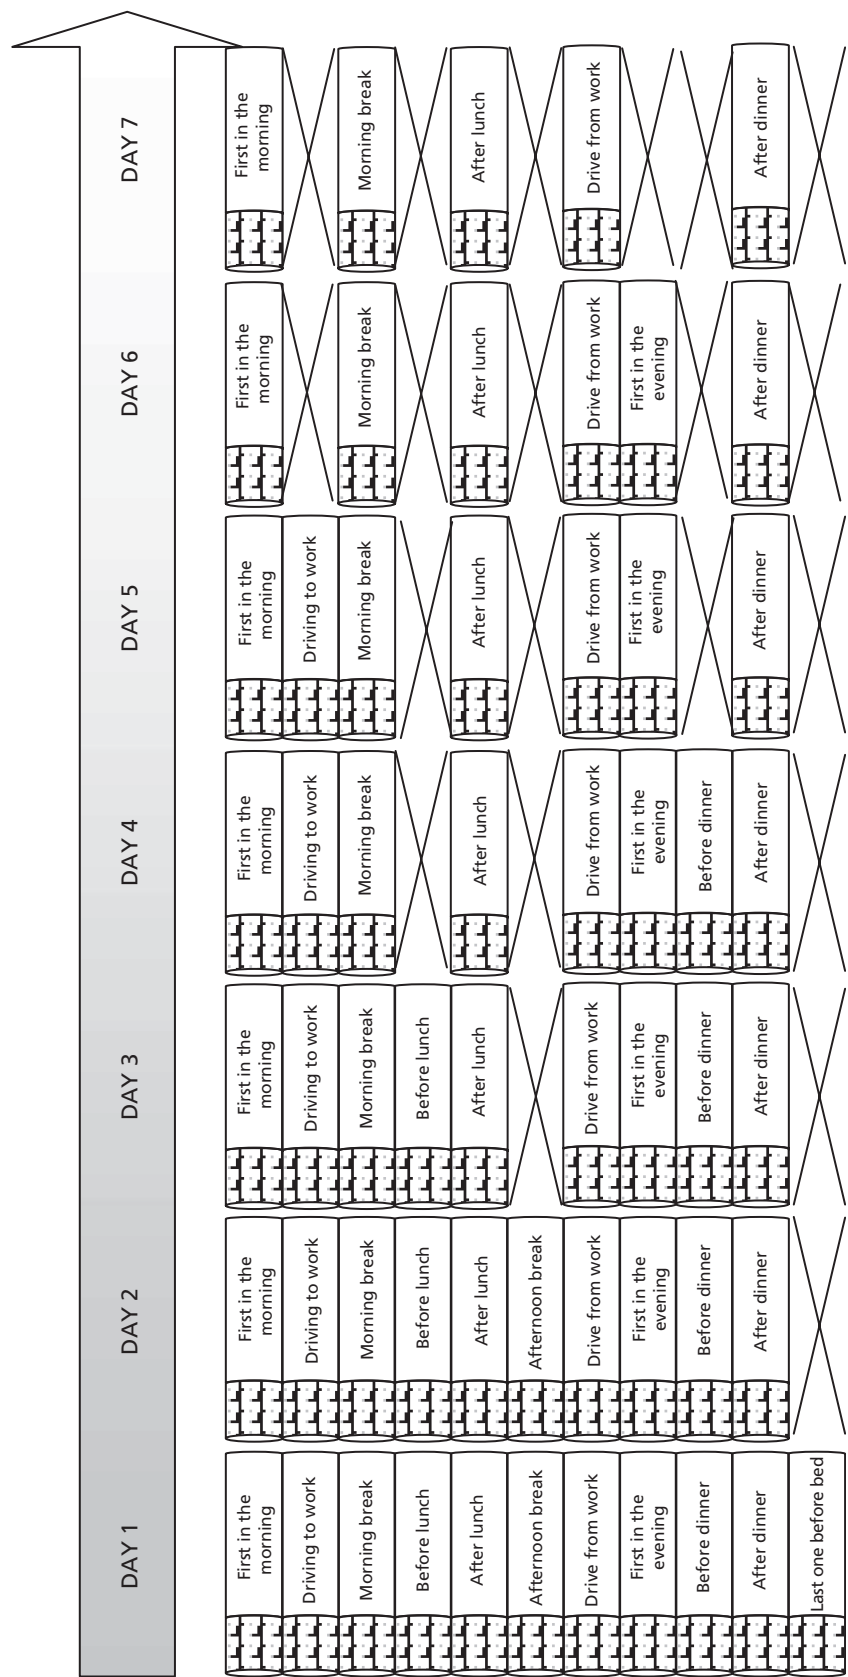 DAY 1
First in the
morning
Driving to work
Morning break
Before lunch
After lunch
Afternoon break
Drive from work
First in the
evening
Before dinner
After dinner
Last one before bed
DAY 2
First in the
morning
Driving to work
Morning break
Before lunch
After lunch
Afternoon break
Drive from work
First in the
evening
Before dinner
After dinner
DAY 3
First in the
morning
Driving to work
Morning break
Before lunch
After lunch
Drive from work
First in the
evening
Before dinner
After dinner
DAY 4
First in the
morning
Driving to work
Morning break
After lunch
Drive from work
First in the
evening
Before dinner
After dinner
DAY 5
First in the
morning
Driving to work
Morning break
After lunch
Drive from work
First in the
evening
After dinner
DAY 6
First in the
morning
Morning break
After lunch
Drive from work
First in the
evening
After dinner
DAY 7
First in the
morning
Morning break
After lunch
Drive from work
After dinner